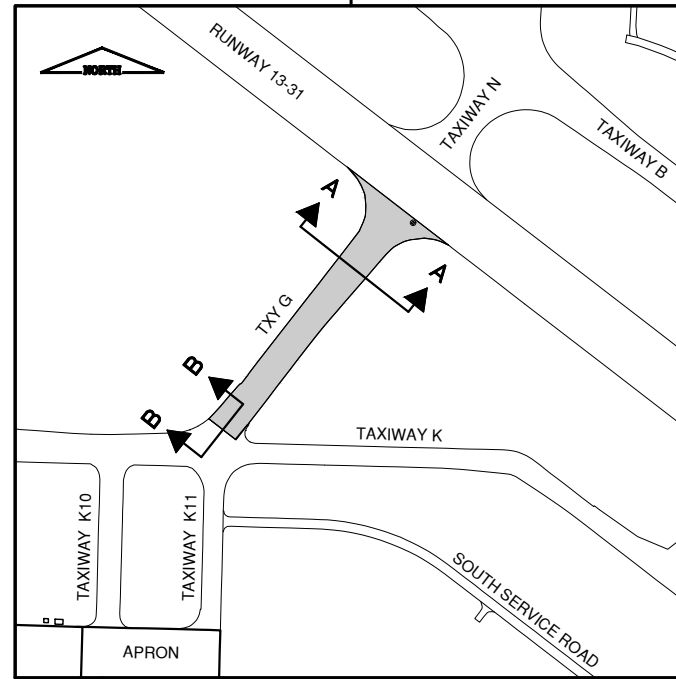 NORTH
RUNWAY 13-31
TAXIWAY N
TAXIWAY B
A
A
TXY G
B
B
TAXIWAY K
TAXIWAY K10
TAXIWAY K11
SOUTH SERVICE ROAD
APRON